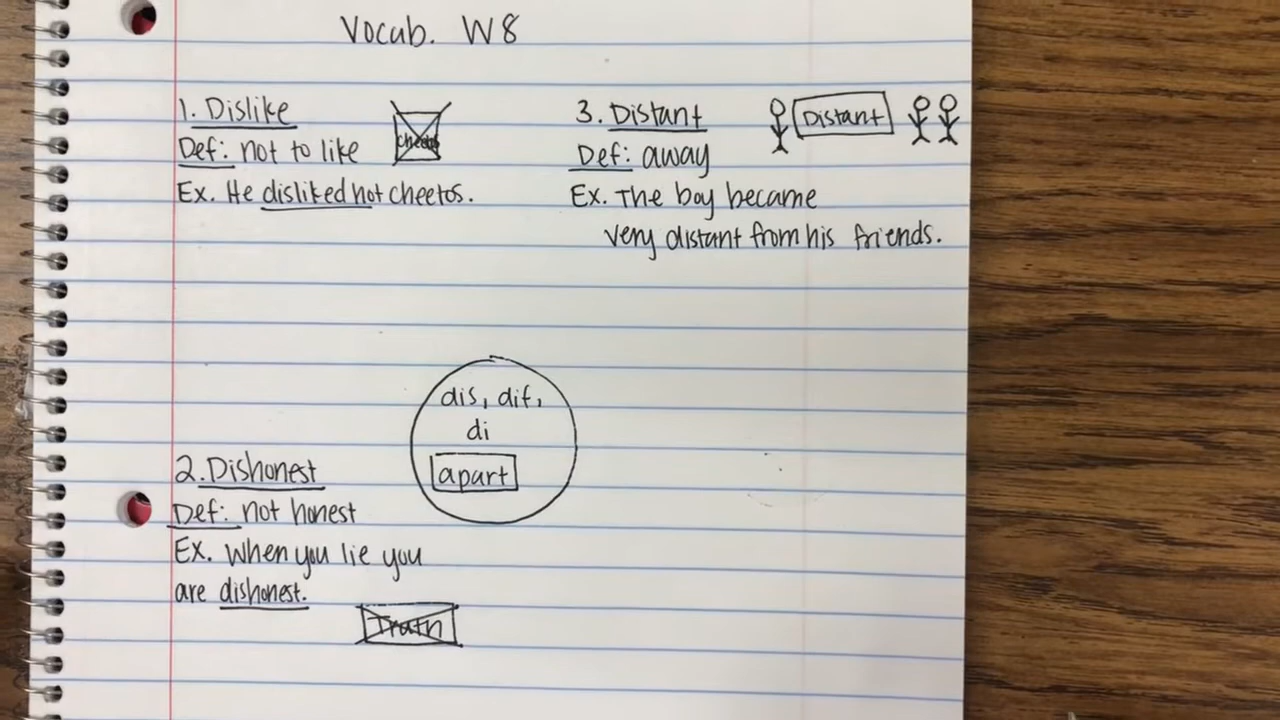 Vocab. W8
1. Dislike
Cheetos
Def: not to like
Ex. He disliked hot cheetos.
3. Distant
Distant
Def: away
Ex. The boy became
very distant from his friends.
dis, dif,
di
apart
2. Dishonest
Def: not honest
Ex. When you lie you
are dishonest.
Truth